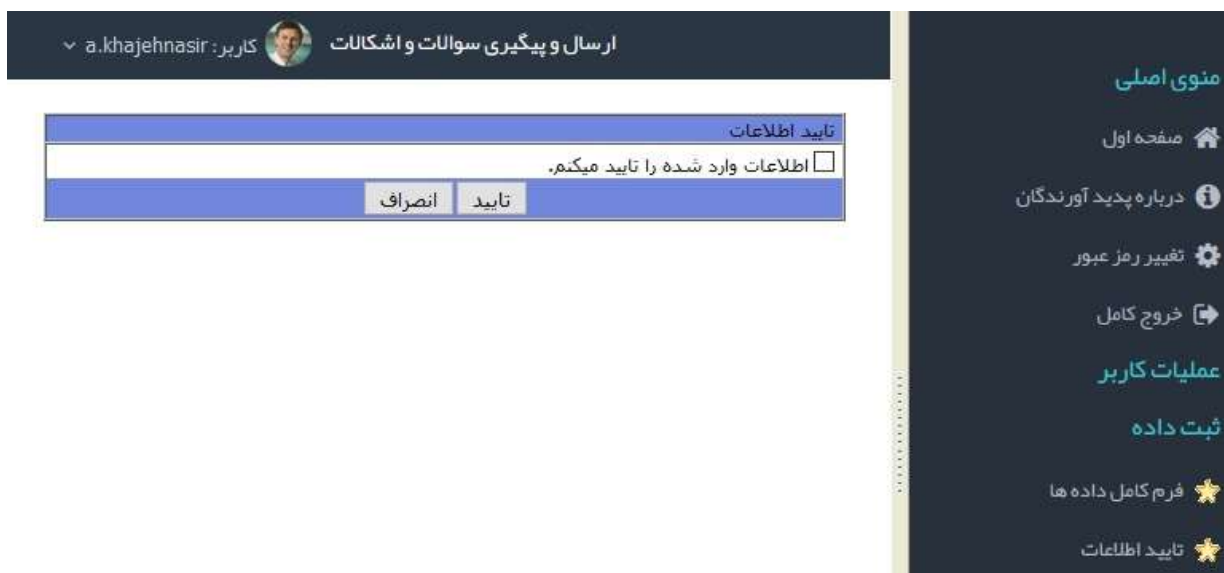 ارسال و پیگیری سوالات و اشکالات
کاربر: a.khajehnasir
منوی اصلی
صفحه اول
درباره پدید آورندگان
تغییر رمز عبور
خروج کامل
عملیات کاربر
ثبت داده
فرم کامل داده ها
تایید اطلاعات
تایید اطلاعات
اطلاعات وارد شده را تایید میکنم.
تایید انصراف